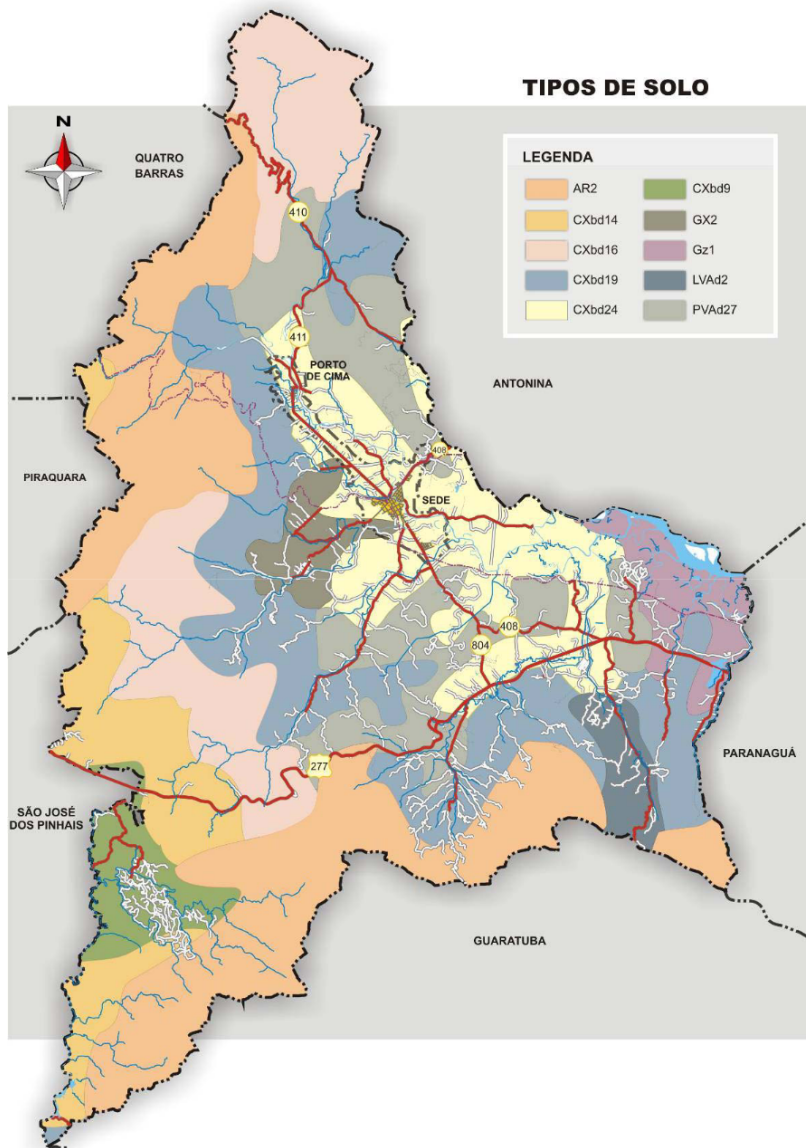 TIPOS DE SOLO
N
QUATRO
BARRAS
LEGENDA
AR2
CXbd14
CXbd16
CXbd19
CXbd24
CXbd9
GX2
Gz1
LVAd2
PVAd27
410
411
PORTO
DE CIMA
ANTONINA
408
PIRAQUARA
SEDE
408
804
277
PARANAGUÁ
SÃO JOSÉ
DOS PINHAIS
GUARATUBA